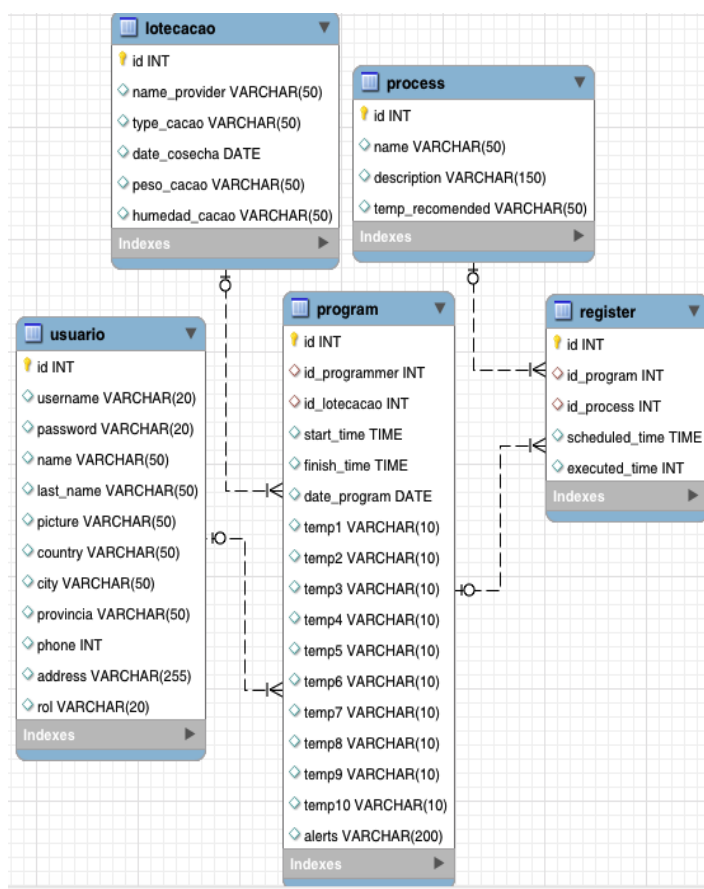 lotecacao
id INT
name_provider VARCHAR(50)
type_cacao VARCHAR(50)
date_cosecha DATE
peso_cacao VARCHAR(50)
humedad_cacao VARCHAR(50)
Indexes
process
id INT
name VARCHAR(50)
description VARCHAR(150)
temp_recomended VARCHAR(50)
Indexes
usuario
id INT
username VARCHAR(20)
password VARCHAR(20)
name VARCHAR(50)
last_name VARCHAR(50)
picture VARCHAR(50)
country VARCHAR(50)
city VARCHAR(50)
provincia VARCHAR(50)
phone INT
address VARCHAR(255)
rol VARCHAR(20)
Indexes
program
id INT
id_programmer INT
id_lotecacao INT
start_time TIME
finish_time TIME
date_program DATE
temp1 VARCHAR(10)
temp2 VARCHAR(10)
temp3 VARCHAR(10)
temp4 VARCHAR(10)
temp5 VARCHAR(10)
temp6 VARCHAR(10)
temp7 VARCHAR(10)
temp8 VARCHAR(10)
temp9 VARCHAR(10)
temp10 VARCHAR(10)
alerts VARCHAR(200)
Indexes
register
id INT
id_program INT
id_process INT
scheduled_time TIME
executed_time INT
Indexes